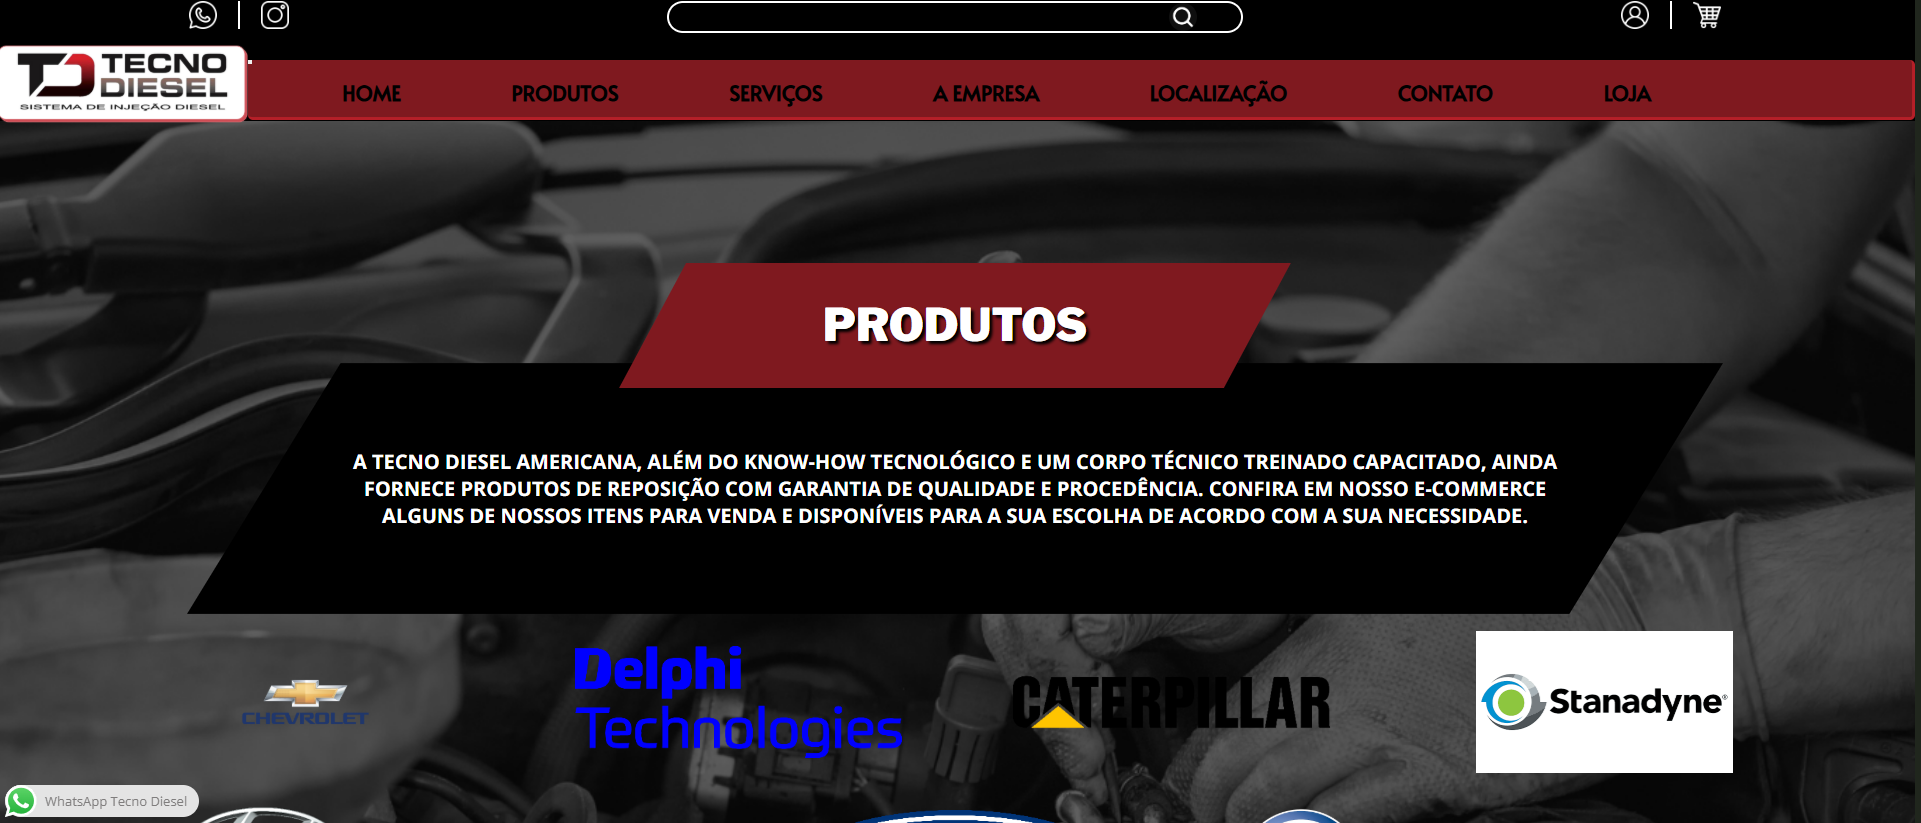 TECNO
DIESEL
SISTEMA DE INJEÇÃO DIESEL
HOME
PRODUTOS
SERVIÇOS
A EMPRESA
LOCALIZAÇÃO
CONTATO
LOJA
PRODUTOS
A TECNO DIESEL AMERICANA, ALÉM DO KNOW-HOW TECNOLÓGICO E UM CORPO TÉCNICO TREINADO CAPACITADO, AINDA
FORNECE PRODUTOS DE REPOSIÇÃO COM GARANTIA DE QUALIDADE E PROCEDÊNCIA. CONFIRA EM NOSSO E-COMMERCE
ALGUNS DE NOSSOS ITENS PARA VENDA E DISPONÍVEIS PARA A SUA ESCOLHA DE ACORDO COM A SUA NECESSIDADE.
CHEVROLET
Delphi
Technologies
CATERPILLAR
Stanadyne®
WhatsApp Tecno Diesel